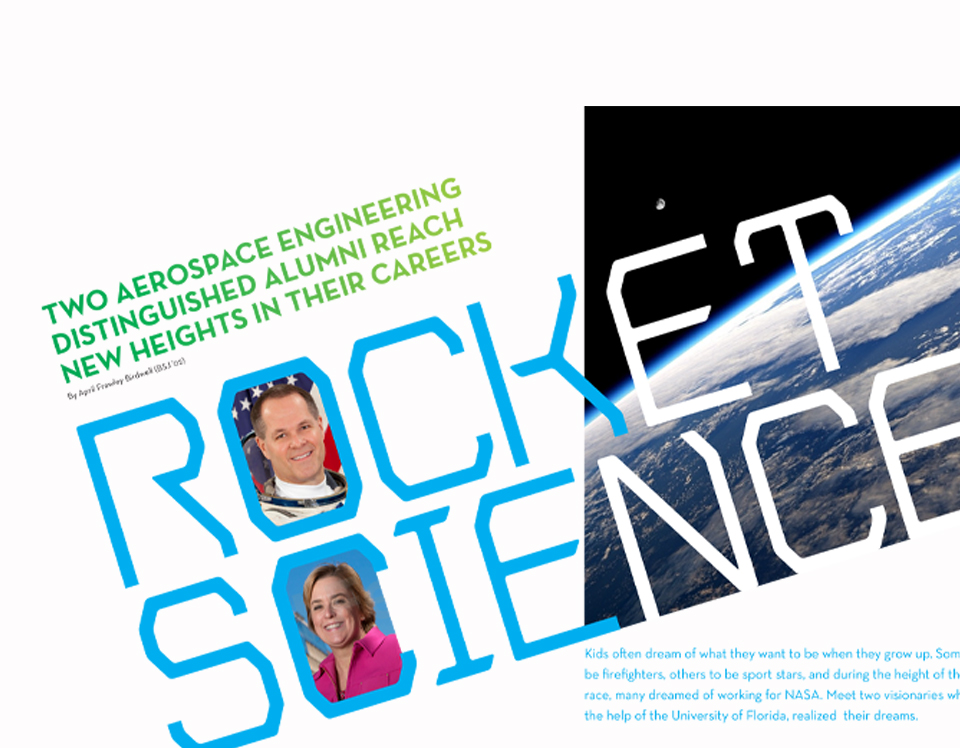 TWO AEROSPACE ENGINEERING
DISTINGUISHED ALUMNI REACH
NEW HEIGHTS IN THEIR CAREERS
By April Frawley Birdwell (BSJ '02)
ROCKET
SCIENCE
Kids often dream of what they want to be when they grow up. Som
be firefighters, others to be sport stars, and during the height of th
race, many dreamed of working for NASA. Meet two visionaries wh
the help of the University of Florida, realized their dreams.